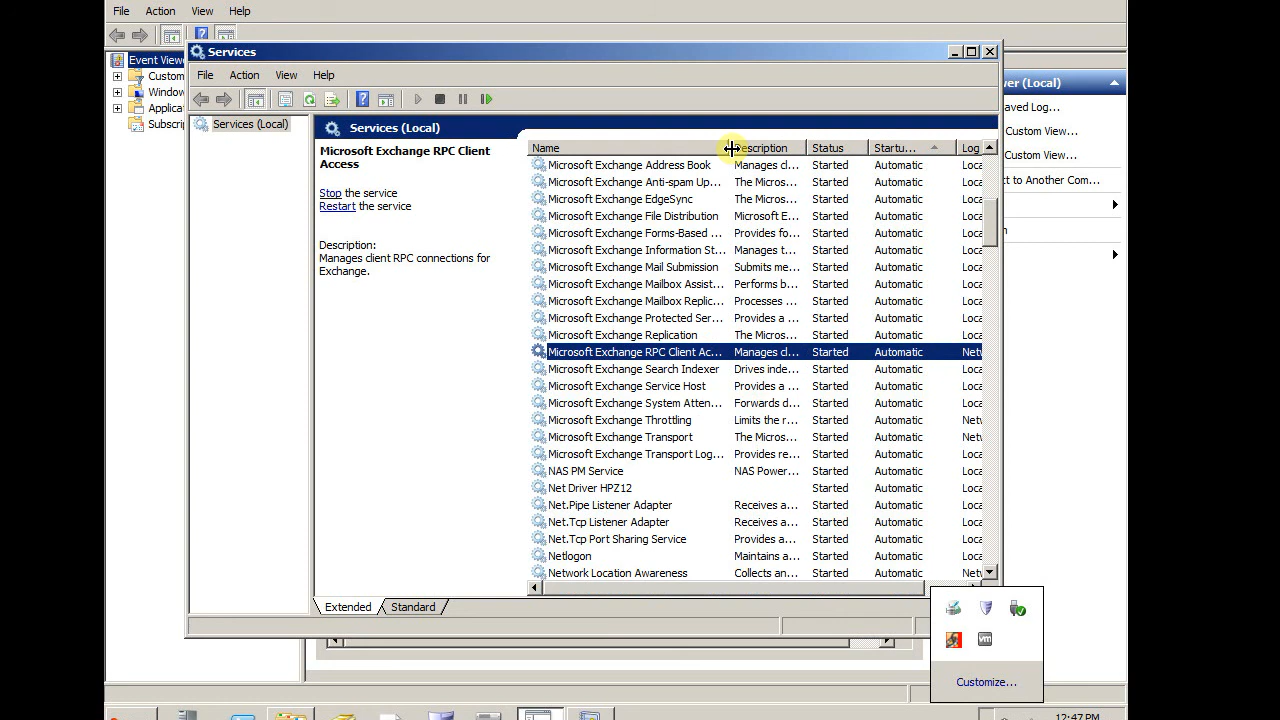 File Action View Help
Event View
Custom
Window
Applicat
Subscrip
Services
File Action View Help
Services (Local)
Services (Local)
Microsoft Exchange RPC Client
Access
Stop the service
Restart the service
Description:
Manages client RPC connections for
Exchange.
Name Description Status Startu... Log
Microsoft Exchange Address Book Manages cl... Started Automatic Loca
Microsoft Exchange Anti-spam Up... The Micros... Started Automatic Loca
Microsoft Exchange EdgeSync The Micros... Started Automatic Loca
Microsoft Exchange File Distribution Microsoft E... Started Automatic Loca
Microsoft Exchange Forms-Based ... Provides fo... Started Automatic Loca
Microsoft Exchange Information St... Manages t... Started Automatic Loca
Microsoft Exchange Mail Submission Submits me... Started Automatic Loca
Microsoft Exchange Mailbox Assist... Performs b... Started Automatic Loca
Microsoft Exchange Mailbox Replic... Processes ... Started Automatic Loca
Microsoft Exchange Protected Ser... Provides a ... Started Automatic Loca
Microsoft Exchange Replication The Micros... Started Automatic Loca
Microsoft Exchange RPC Client Ac... Manages cl... Started Automatic Netw
Microsoft Exchange Search Indexer Drives inde... Started Automatic Loca
Microsoft Exchange Service Host Provides a ... Started Automatic Loca
Microsoft Exchange System Atten... Forwards d... Started Automatic Loca
Microsoft Exchange Throttling Limits the r... Started Automatic Netw
Microsoft Exchange Transport The Micros... Started Automatic Netw
Microsoft Exchange Transport Log... Provides re... Started Automatic Loca
NAS PM Service NAS Power... Started Automatic Loca
Net Driver HPZ12 Started Automatic Loca
Net.Pipe Listener Adapter Receives a... Started Automatic Loca
Net.Tcp Listener Adapter Receives a... Started Automatic Loca
Net.Tcp Port Sharing Service Provides a... Started Automatic Loca
Netlogon Maintains a... Started Automatic Loca
Network Location Awareness Collects an... Started Automatic Netw
Extended Standard
ver (Local)
aved Log...
Custom View...
Custom View...
ct to Another Com...
n
vm
Customize...
12:47 PM